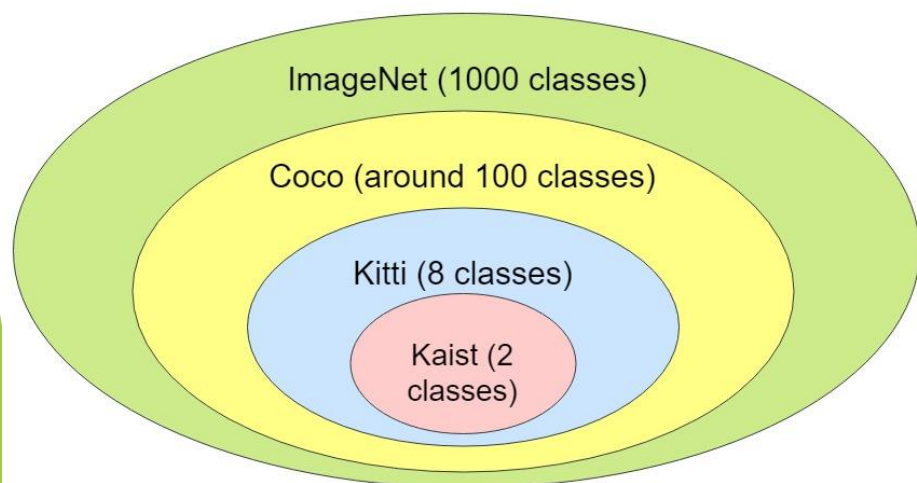 ImageNet (1000 classes)
Coco (around 100 classes)
Kitti (8 classes)
Kaist (2
classes)